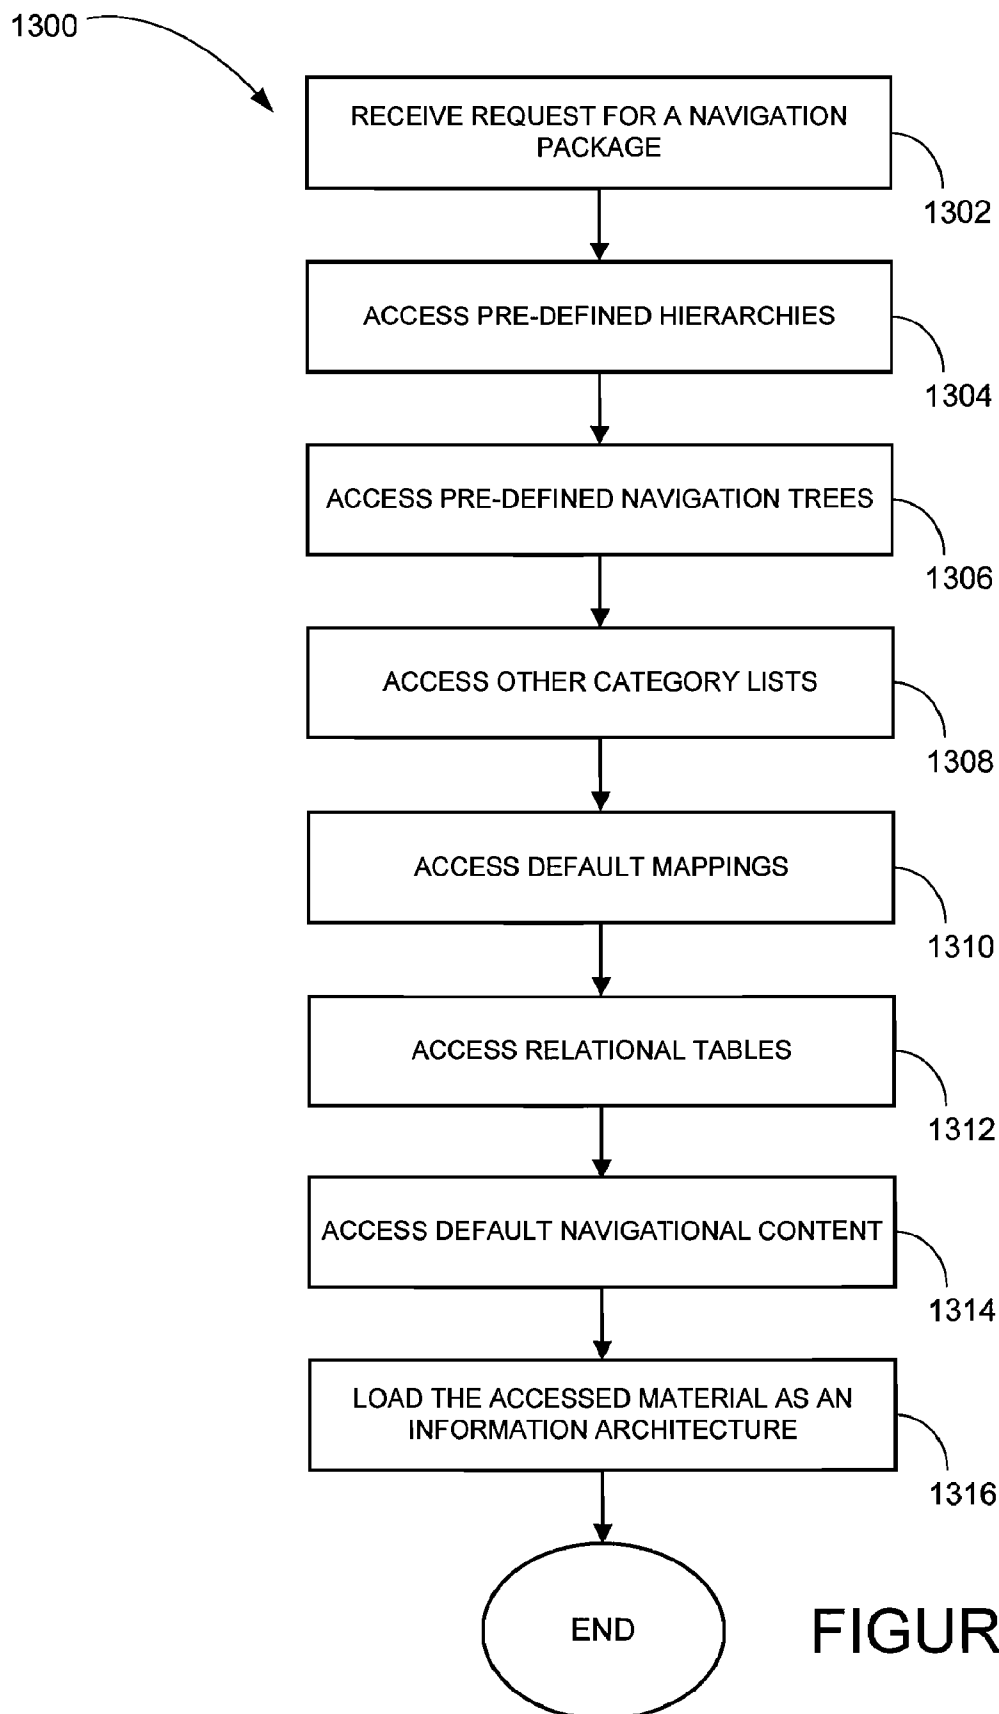 1300
RECEIVE REQUEST FOR A NAVIGATION
PACKAGE
1302
ACCESS PRE-DEFINED HIERARCHIES
1304
ACCESS PRE-DEFINED NAVIGATION TREES
1306
ACCESS OTHER CATEGORY LISTS
1308
ACCESS DEFAULT MAPPINGS
1310
ACCESS RELATIONAL TABLES
1312
ACCESS DEFAULT NAVIGATIONAL CONTENT
1314
LOAD THE ACCESSED MATERIAL AS AN
INFORMATION ARCHITECTURE
1316
END
FIGUR